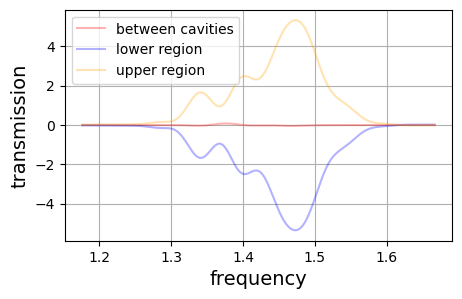 between cavities
lower region
upper region
transmission
4
2
0
−2
−4
1.2 1.3 1.4 1.5 1.6
frequency